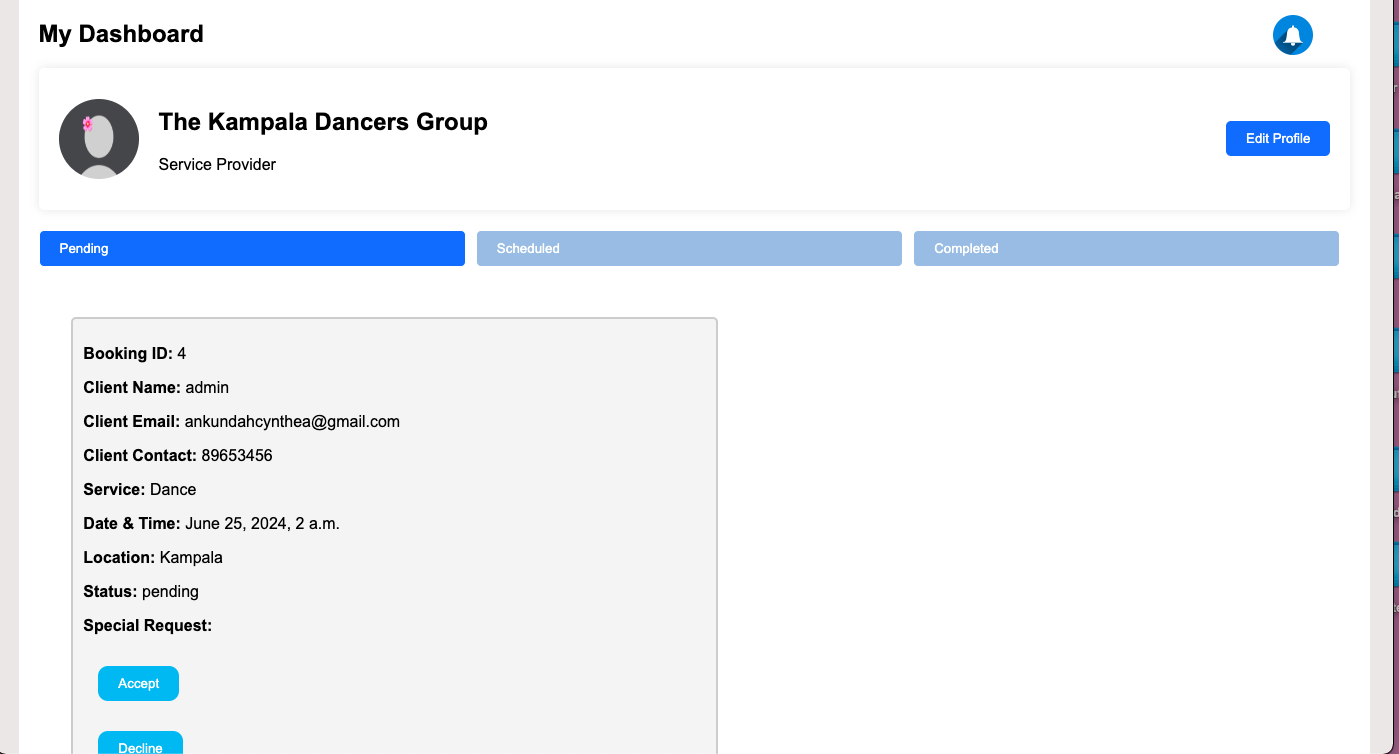 My Dashboard
The Kampala Dancers Group
Service Provider
Edit Profile
Pending
Scheduled
Completed
Booking ID: 4
Client Name: admin
Client Email: ankundahcynthea@gmail.com
Client Contact: 89653456
Service: Dance
Date & Time: June 25, 2024, 2 a.m.
Location: Kampala
Status: pending
Special Request:
Accept
Decline